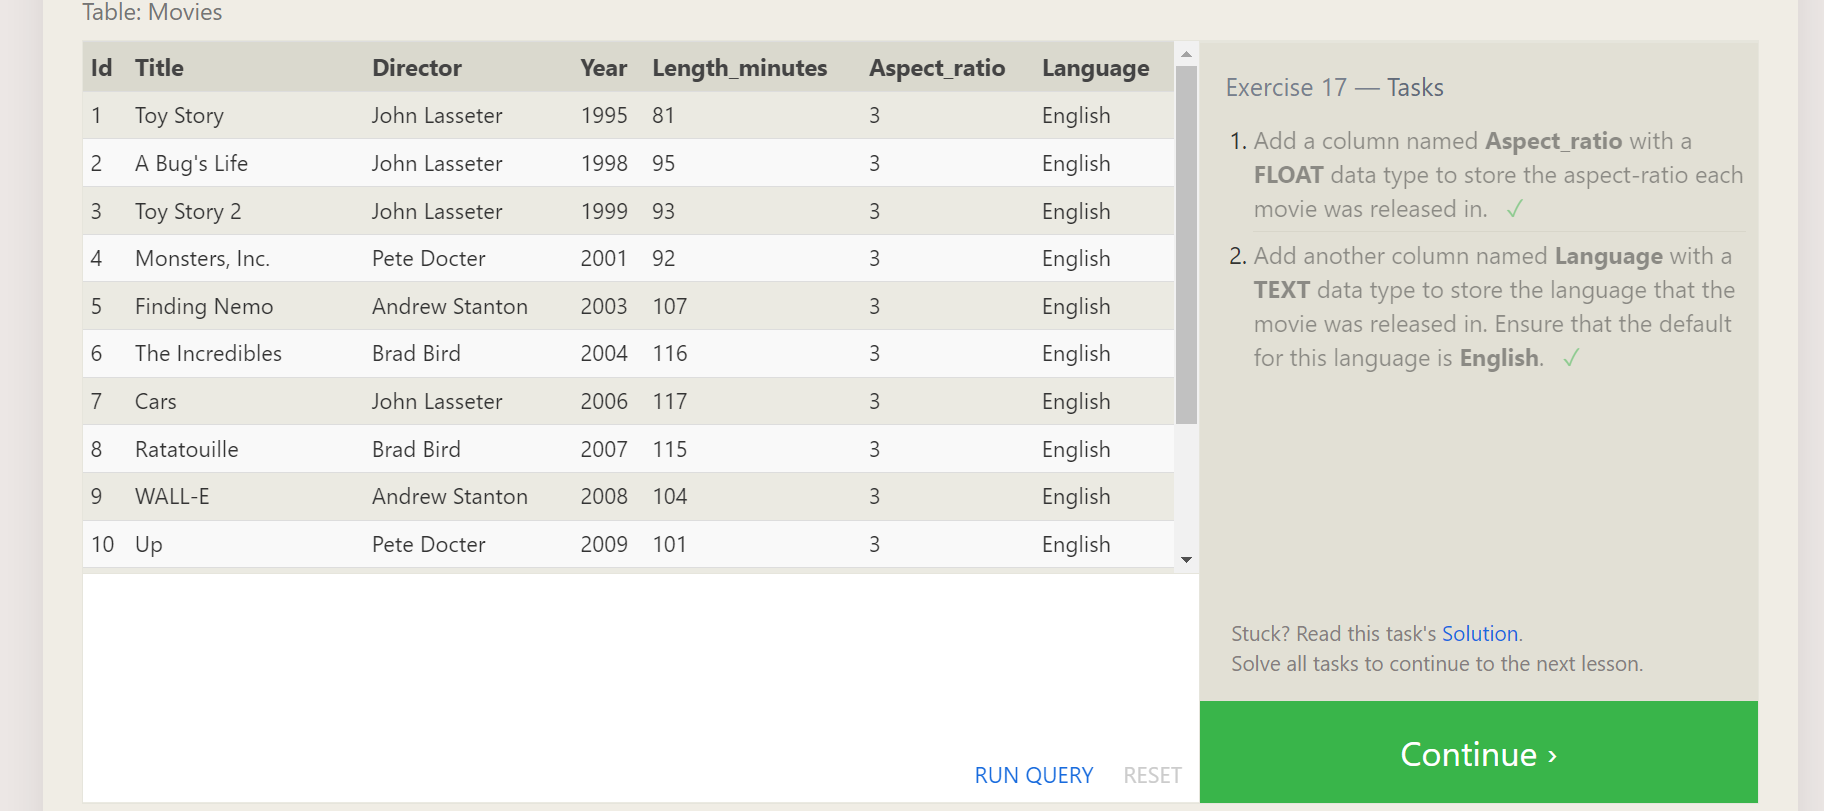 Table: Movies
Id Title Director Year Length_minutes Aspect_ratio Language
1 Toy Story John Lasseter 1995 81 3 English
2 A Bug's Life John Lasseter 1998 95 3 English
3 Toy Story 2 John Lasseter 1999 93 3 English
4 Monsters, Inc. Pete Docter 2001 92 3 English
5 Finding Nemo Andrew Stanton 2003 107 3 English
6 The Incredibles Brad Bird 2004 116 3 English
7 Cars John Lasseter 2006 117 3 English
8 Ratatouille Brad Bird 2007 115 3 English
9 WALL-E Andrew Stanton 2008 104 3 English
10 Up Pete Docter 2009 101 3 English
RUN QUERY RESET
Exercise 17 — Tasks
1. Add a column named Aspect_ratio with a
FLOAT data type to store the aspect-ratio each
movie was released in. ✓
2. Add another column named Language with a
TEXT data type to store the language that the
movie was released in. Ensure that the default
for this language is English. ✓
Stuck? Read this task's Solution.
Solve all tasks to continue to the next lesson.
Continue ›